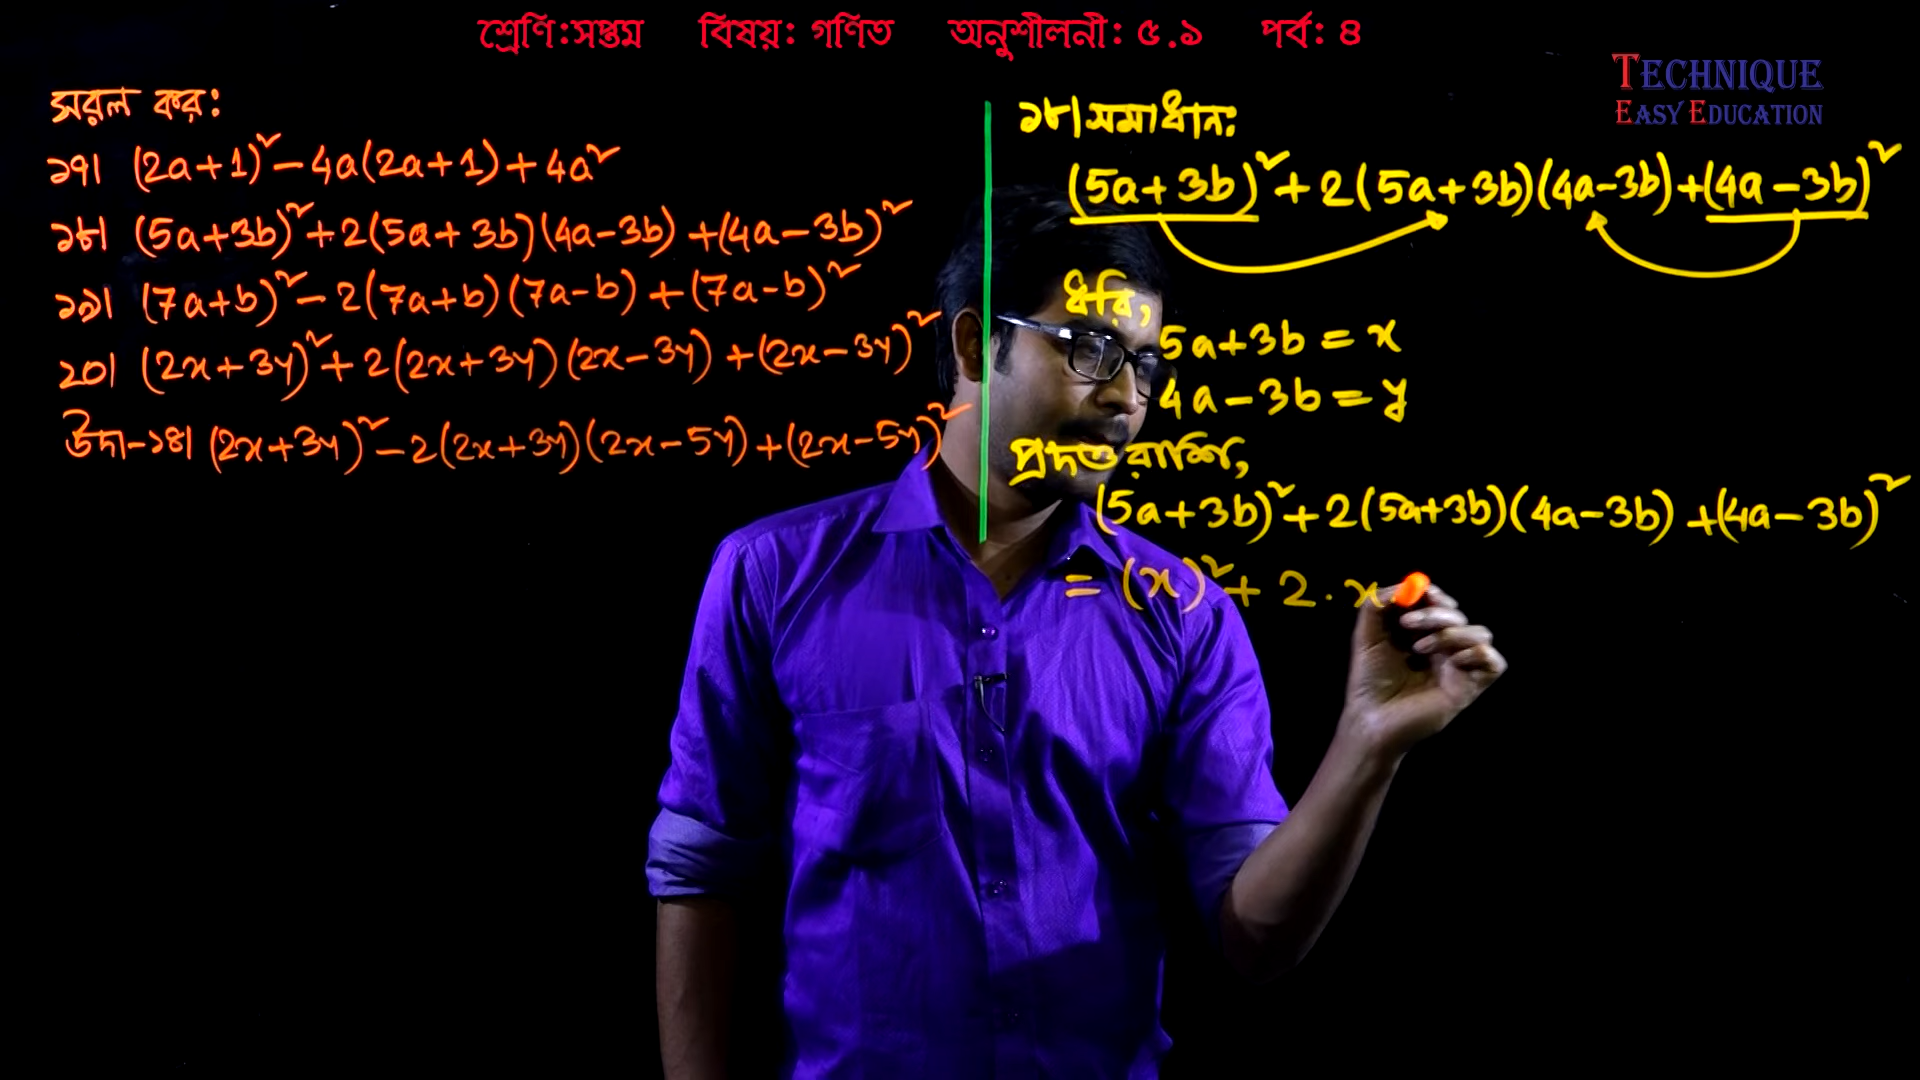 শ্রেণি:সপ্তম বিষয়: গণিত অনুশীলনী: ৫.১ পর্ব: ৪
TECHNIQUE
EASY EDUCATION
সরল কর:
১৭। (2a+1)² - 4a(2a+1) + 4a²
১৮। (5a+3b)² + 2(5a+3b)(4a-3b) + (4a-3b)²
১৯। (7a+b)² - 2(7a+b)(7a-b) + (7a-b)²
২০। (2x+3y)² + 2(2x+3y)(2x-3y) + (2x-3y)²
উদা-১৪। (2x+3y)² - 2(2x+3y)(2x-5y) + (2x-5y)²
১৮। সমাধান:
(5a+3b)² + 2(5a+3b)(4a-3b) + (4a-3b)²
ধরি,
5a+3b = x
4a-3b = y
প্রদত্ত রাশি,
(5a+3b)² + 2(5a+3b)(4a-3b) + (4a-3b)²
= (x)² + 2 . x .